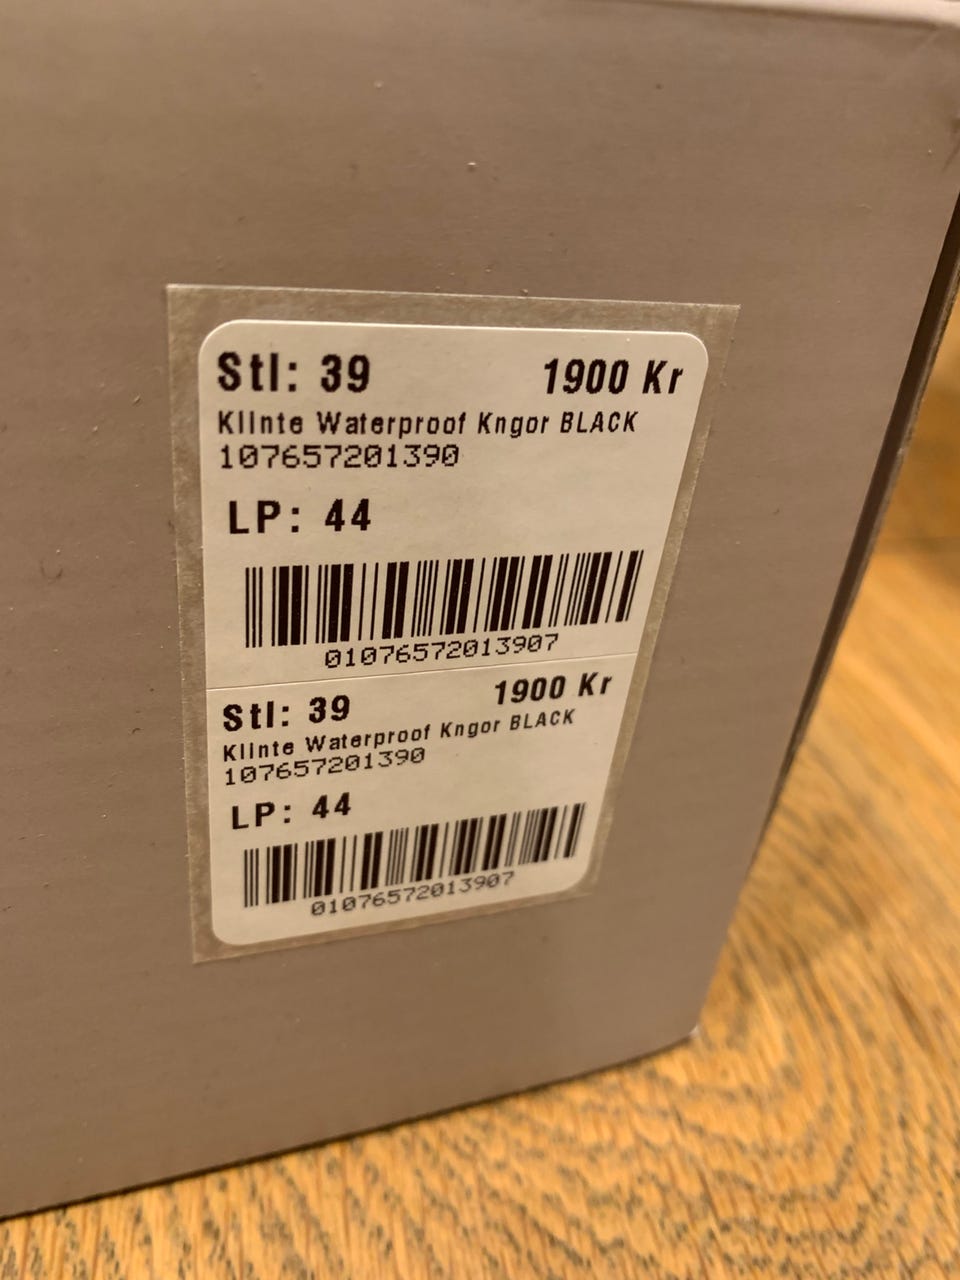 Stl: 39 1900 Kr
Klinte Waterproof Kngor BLACK
107657201390
LP: 44
01076572013907
Stl: 39 1900 Kr
Klinte Waterproof Kngor BLACK
107657201390
LP: 44
01076572013907